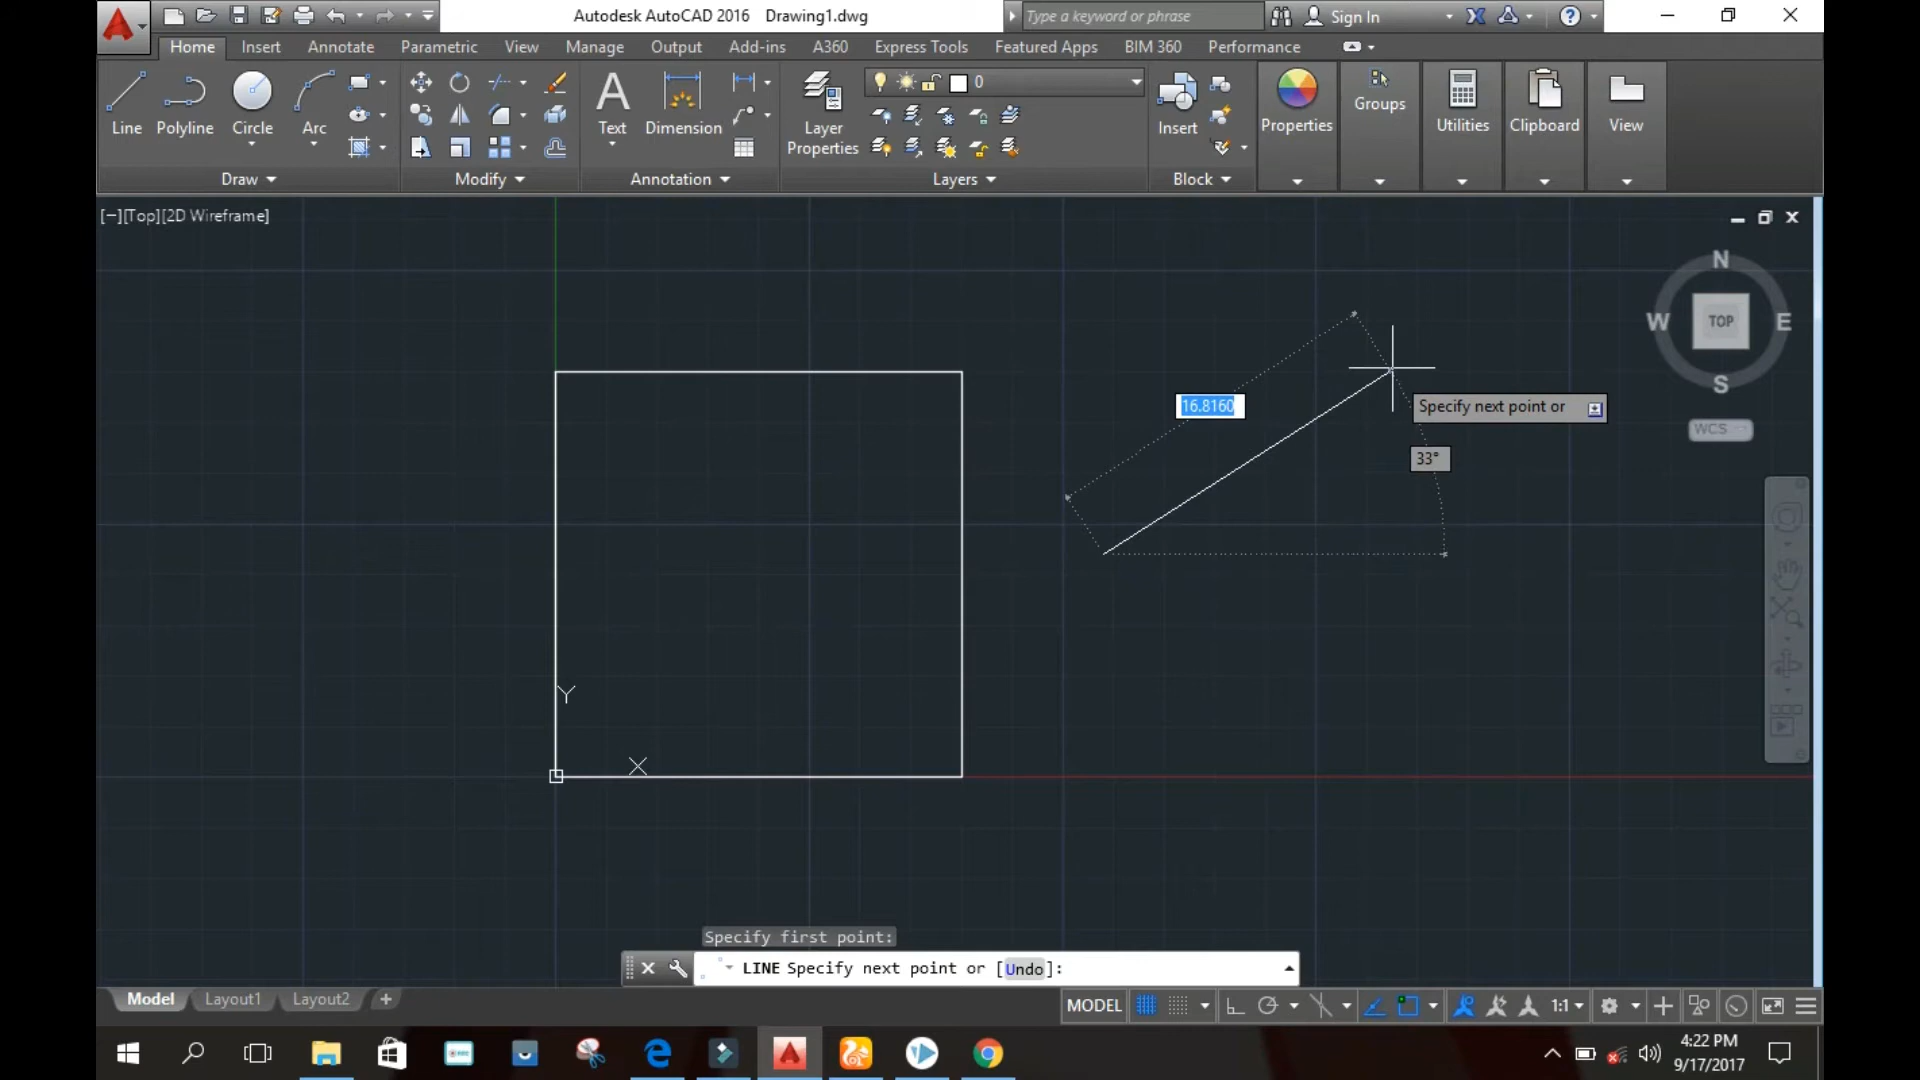 Autodesk AutoCAD 2016 Drawing1.dwg
Type a keyword or phrase
Sign In
Home Insert Annotate Parametric View Manage Output Add-ins A360 Express Tools Featured Apps BIM 360 Performance
Line Polyline Circle Arc
Text Dimension
Layer Properties
0
Insert
Properties
Groups
Utilities
Clipboard
View
Draw Modify Annotation Layers Block
[−][Top][2D Wireframe]
N
W TOP E
S
WCS
16.8160
Specify next point or
33°
Y
X
Specify first point:
LINE Specify next point or [Undo]:
Model Layout1 Layout2 +
MODEL 1:1
4:22 PM
9/17/2017